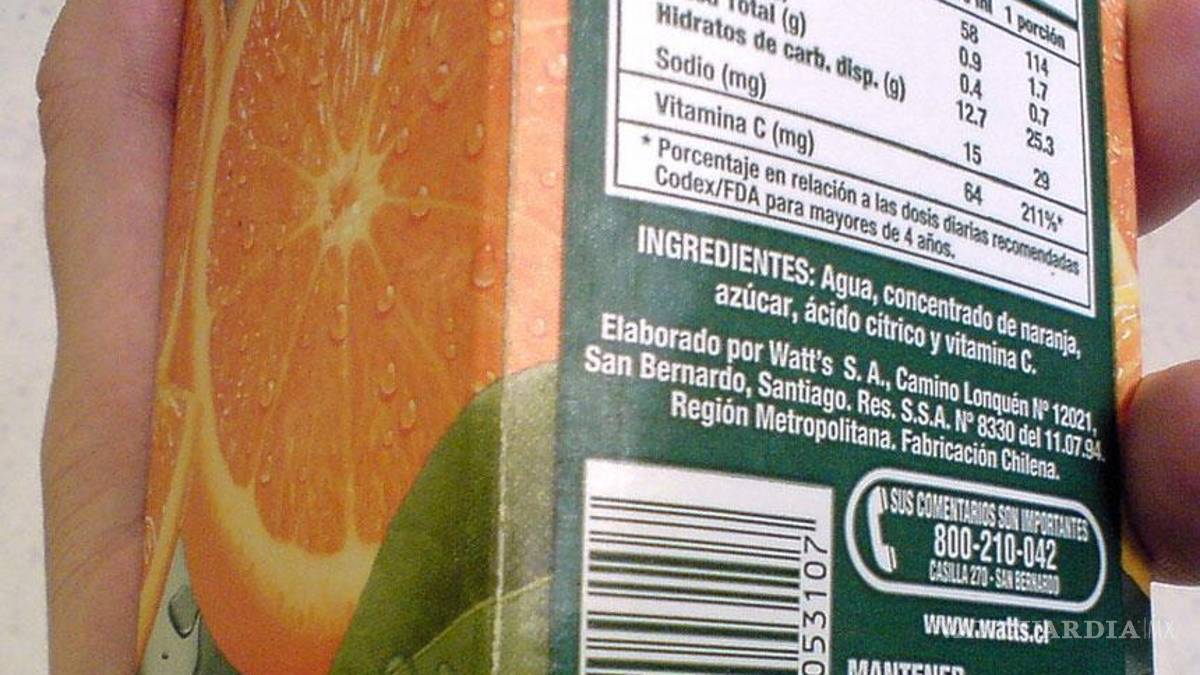 ml 1 porción
58 114
0.9 1.7
Total (g) 0.4 0.7
Hidratos de carb. disp. (g) 12.7 25.3
Sodio (mg) 15 29
Vitamina C (mg) 64 211%*
* Porcentaje en relación a las dosis diarias recomendadas
Codex/FDA para mayores de 4 años.
INGREDIENTES: Agua, concentrado de naranja,
azúcar, ácido cítrico y vitamina C.
Elaborado por Watt's S. A., Camino Lonquén Nº 12021,
San Bernardo, Santiago. Res. S.S.A. Nº 8330 del 11.07.94.
Región Metropolitana. Fabricación Chilena.
SUS COMENTARIOS SON IMPORTANTES
800-210-042
CASILLA 270 - SAN BERNARDO
www.watts.cl
MANTENER
053107
VANGUARDIA|MX